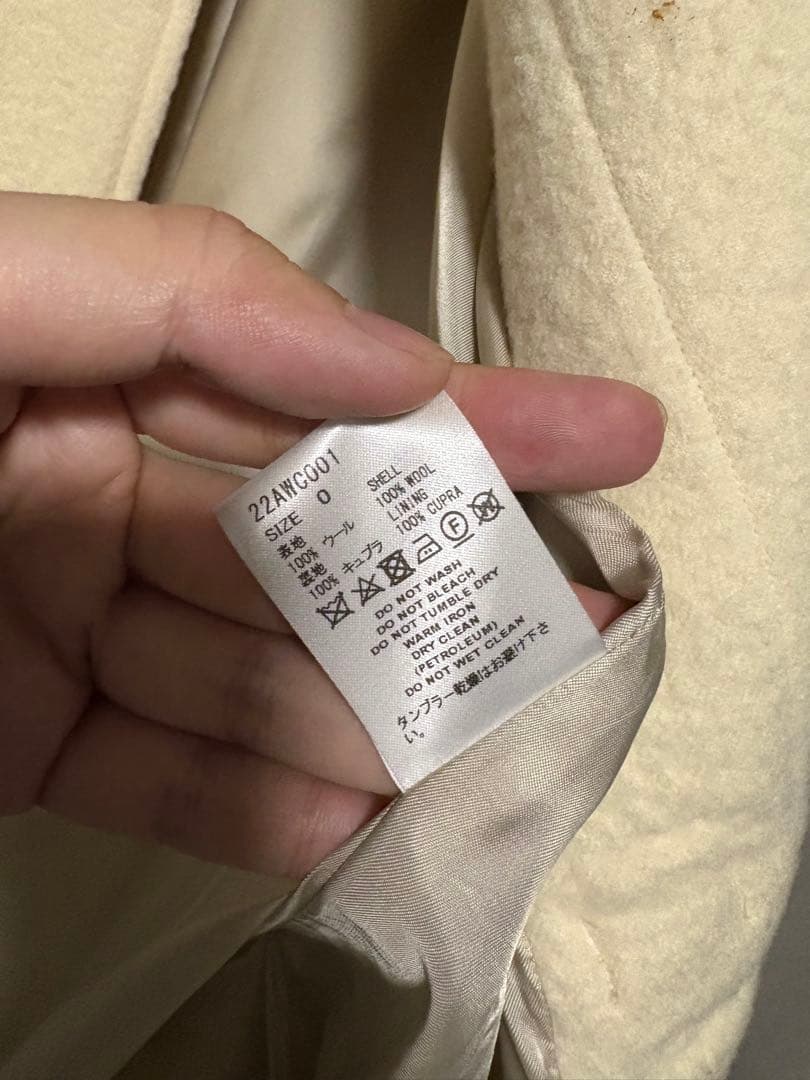 22AWC001
SIZE 0
表地 SHELL
100% ウール 100% WOOL
裏地 LINING
100% キュプラ 100% CUPRA
F W
DO NOT WASH
DO NOT BLEACH
DO NOT TUMBLE DRY
WARM IRON
DRY CLEAN
(PETROLEUM)
DO NOT WET CLEAN
タンブラー乾燥はお避け下さ
い。